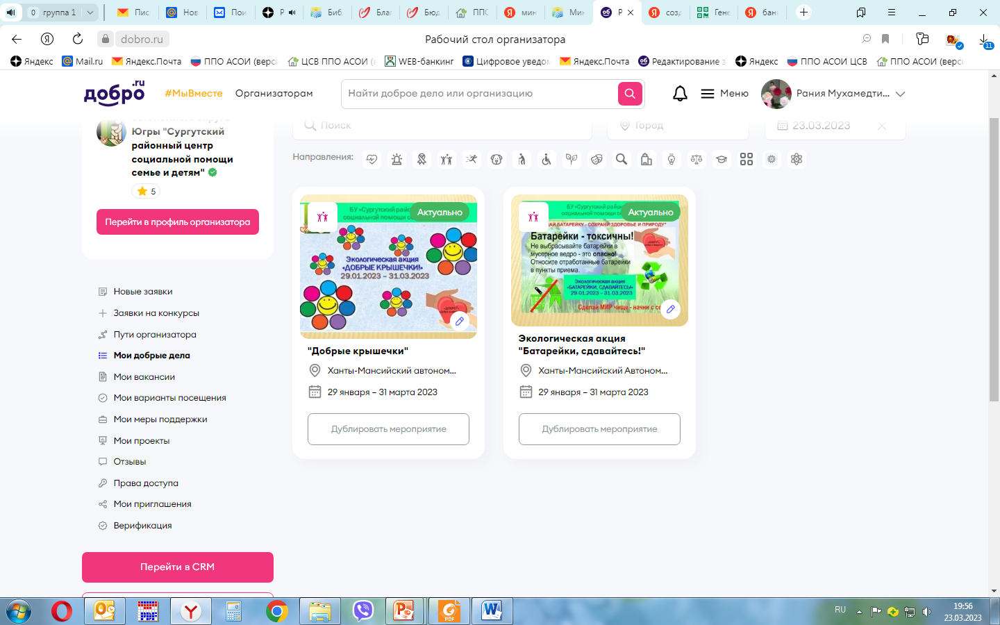 0 группа 1
Пис
Нов
Пои
Р
Биб
Благ
Бюд
ППО
мин
Мин
Р
созд
Гене
банн
dobro.ru
Рабочий стол организатора
11
Яндекс
Mail.ru
Яндекс.Почта
ППО АСОИ (верси
ЦСВ ППО АСОИ (в
WEB-банкинг
Цифровое уведом
Яндекс.Почта
Редактирование з
Яндекс
ППО АСОИ ЦСВ
ППО АСОИ (верси
добро.ru
#МыВместе
Организаторам
Найти доброе дело или организацию
Меню
Рания Мухамедти...
Югры "Сургутский
районный центр
социальной помощи
семье и детям"
5
Перейти в профиль организатора
Новые заявки
Заявки на конкурсы
Пути организатора
Мои добрые дела
Мои вакансии
Мои варианты посещения
Мои меры поддержки
Мои проекты
Отзывы
Права доступа
Мои приглашения
Верификация
Перейти в CRM
Поиск
Город
23.03.2023
Направления:
БУ «Сургутский рай
социальной помощи се
Актуально
Экологическая акция
«ДОБРЫЕ КРЫШЕЧКИ!»
29.01.2023 – 31.03.2023
"Добрые крышечки"
Ханты-Мансийский автоном...
29 января – 31 марта 2023
Дублировать мероприятие
БУ «Сургутский рай
социальной помощи
Актуально
АЙ БАТАРЕЙКУ - СОХРАНИ ЗДОРОВЬЕ И ПРИРОДУ"
Батарейки - токсичны!
Не выбрасывайте батарейки в
мусорное ведро - это опасно!
Относите отработанные батарейки
в пункты приема.
Экологическая акция
«БАТАРЕЙКИ, СДАВАЙТЕСЬ!»
29.01.2023 – 31.03.2023
Сделай МИР чище - начни с се
Экологическая акция
"Батарейки, сдавайтесь!"
Ханты-Мансийский Автоном...
29 января – 31 марта 2023
Дублировать мероприятие
RU
19:56
23.03.2023